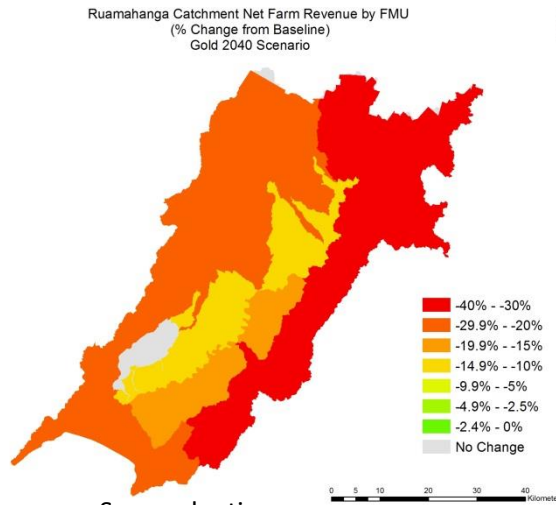 Ruamahanga Catchment Net Farm Revenue by FMU
(% Change from Baseline)
Gold 2040 Scenario
-40% - -30%
-29.9% - -20%
-19.9% - -15%
-14.9% - -10%
-9.9% - -5%
-4.9% - -2.5%
-2.4% - 0%
No Change
0 5 10 20 30 40
Kilomete